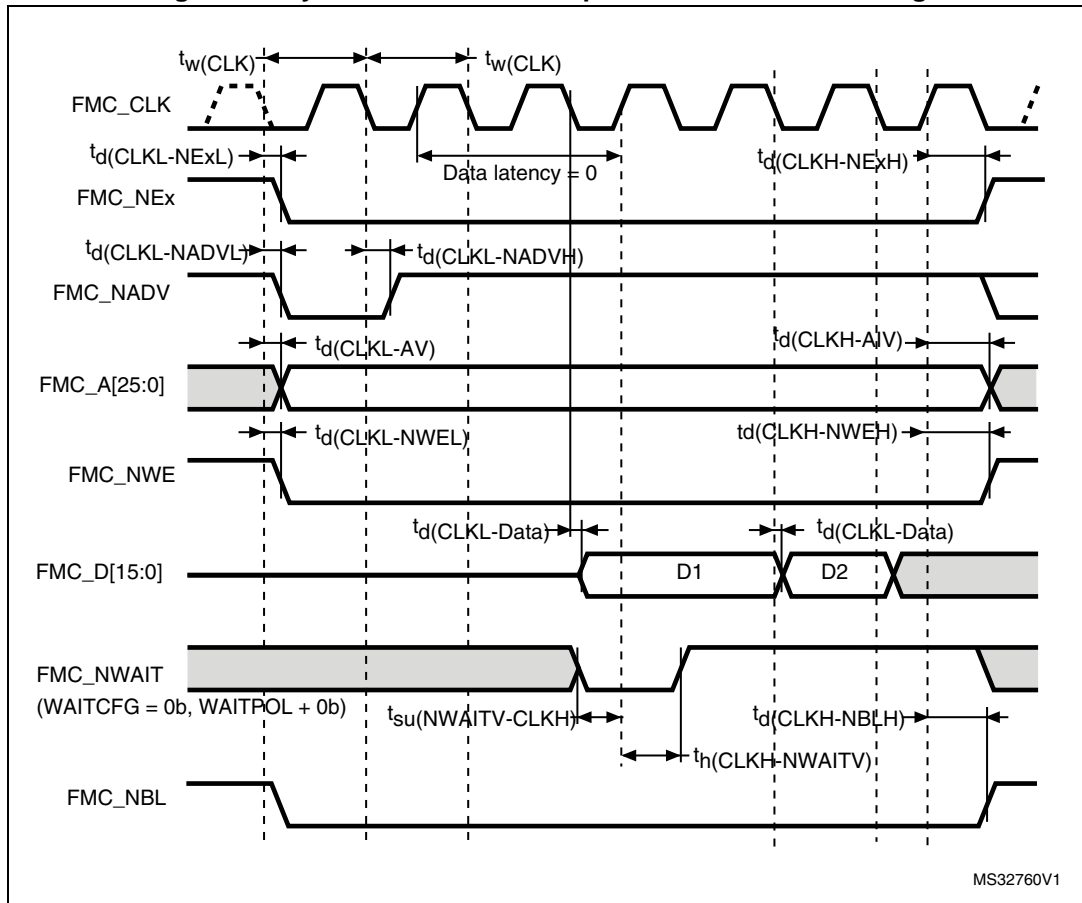 tw(CLK) tw(CLK)
FMC_CLK
td(CLKL-NExL) Data latency = 0 td(CLKH-NExH)
FMC_NEx
td(CLKL-NADVL) td(CLKL-NADVH)
FMC_NADV
td(CLKL-AV) td(CLKH-AIV)
FMC_A[25:0]
td(CLKL-NWEL) td(CLKH-NWEH)
FMC_NWE
td(CLKL-Data) td(CLKL-Data)
FMC_D[15:0] D1 D2
FMC_NWAIT
(WAITCFG = 0b, WAITPOL + 0b)
tsu(NWAITV-CLKH) td(CLKH-NBLH)
th(CLKH-NWAITV)
FMC_NBL
MS32760V1